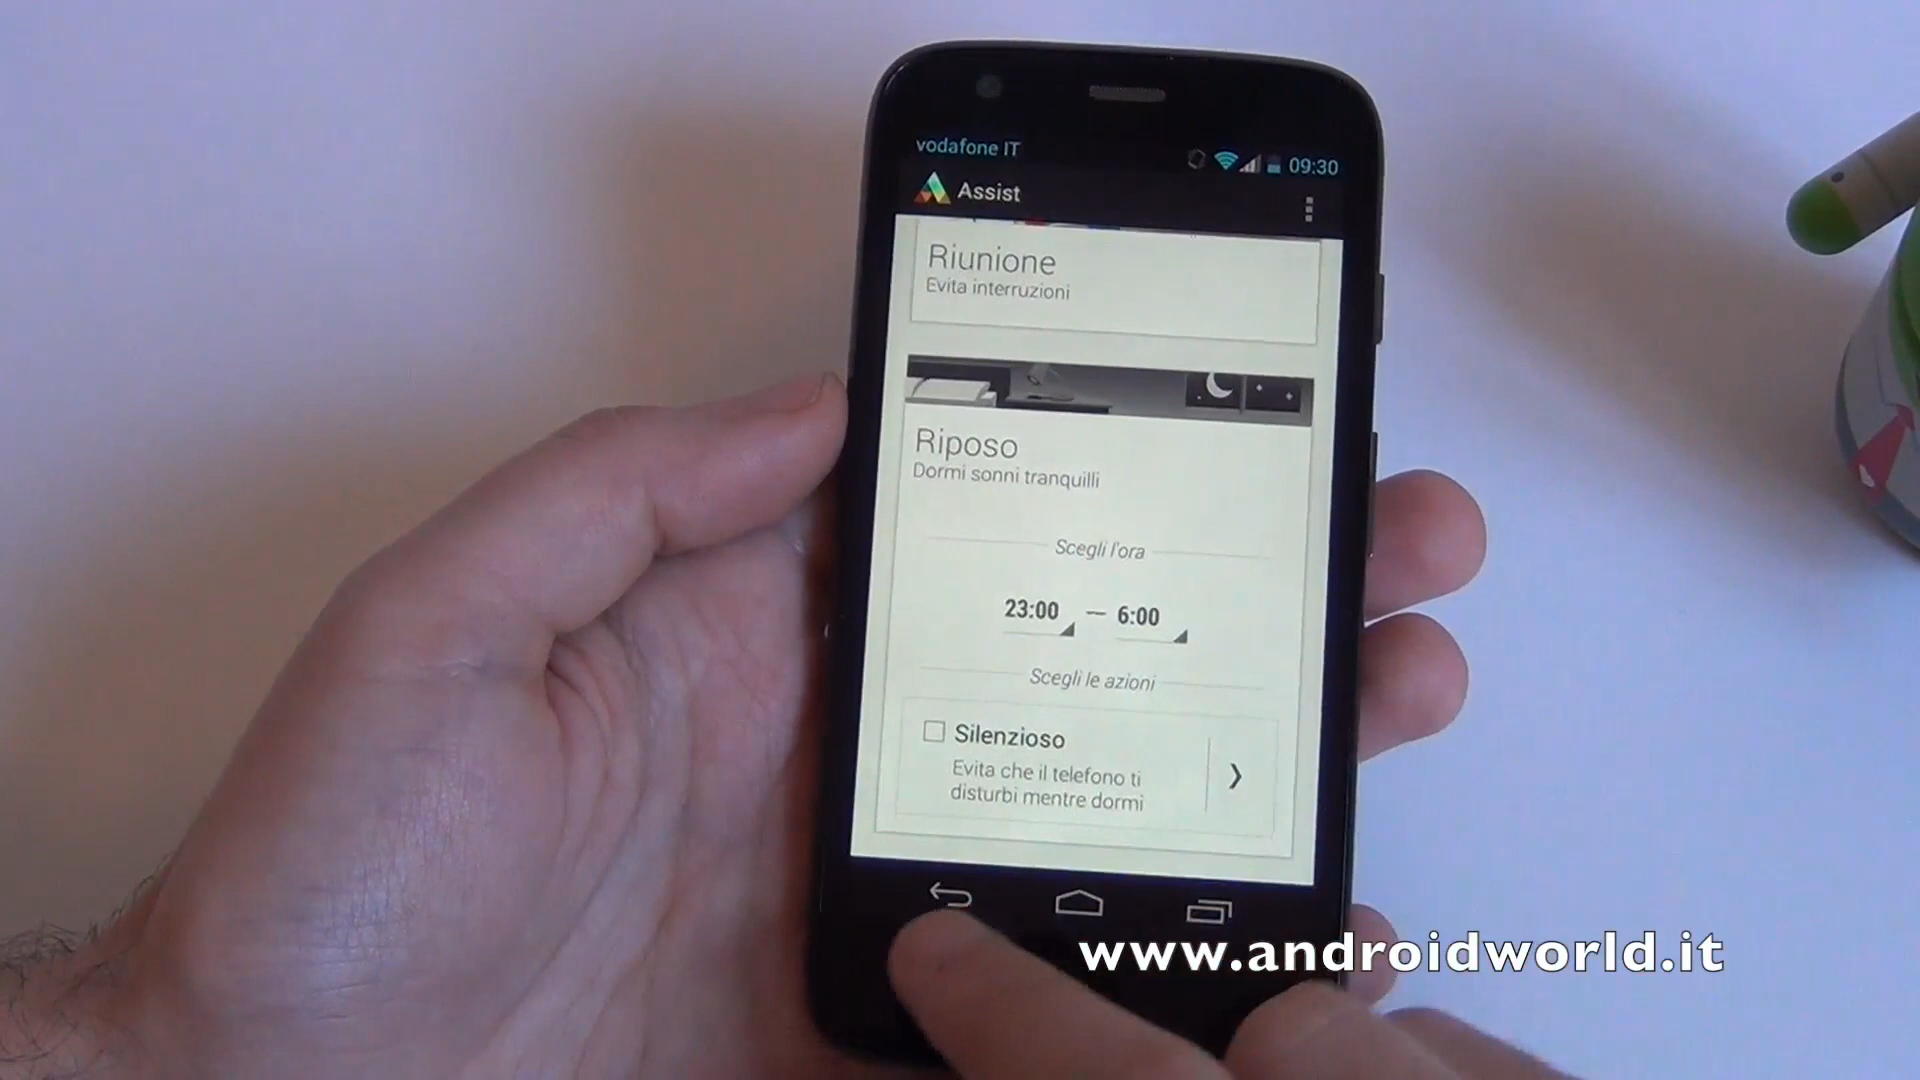 vodafone IT
09:30
Assist
Riunione
Evita interruzioni
Riposo
Dormi sonni tranquilli
Scegli l'ora
23:00 — 6:00
Scegli le azioni
Silenzioso
Evita che il telefono ti
disturbi mentre dormi
www.androidworld.it